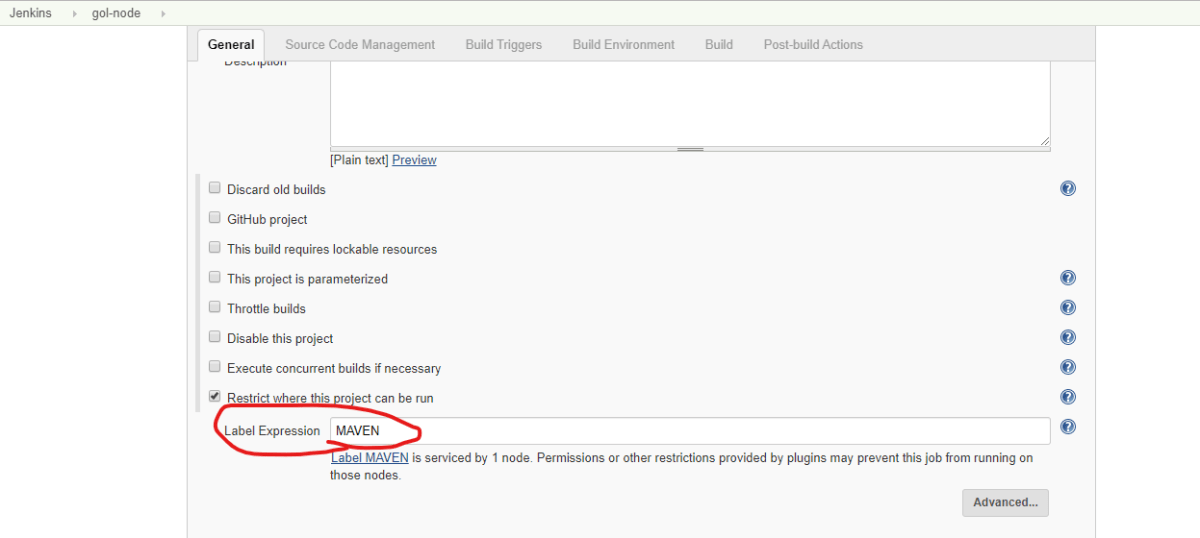 Jenkins gol-node
General Source Code Management Build Triggers Build Environment Build Post-build Actions
Description
[Plain text] Preview
Discard old builds
GitHub project
This build requires lockable resources
This project is parameterized
Throttle builds
Disable this project
Execute concurrent builds if necessary
Restrict where this project can be run
Label Expression MAVEN
Label MAVEN is serviced by 1 node. Permissions or other restrictions provided by plugins may prevent this job from running on
those nodes.
Advanced...